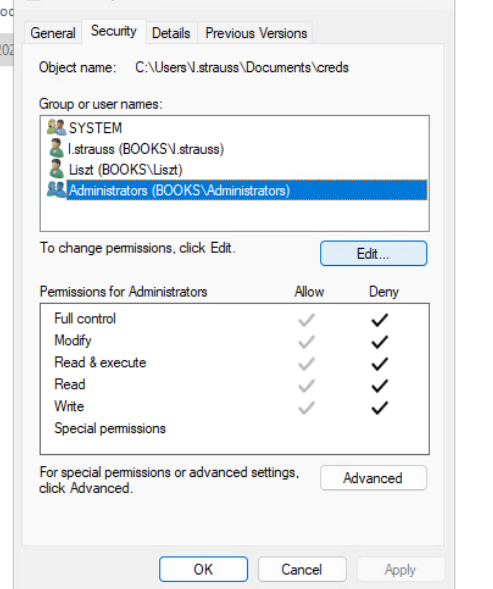 General Security Details Previous Versions
Object name: C:\Users\l.strauss\Documents\creds
Group or user names:
SYSTEM
l.strauss (BOOKS\l.strauss)
Liszt (BOOKS\Liszt)
Administrators (BOOKS\Administrators)
To change permissions, click Edit.
Edit...
Permissions for Administrators Allow Deny
Full control
Modify
Read & execute
Read
Write
Special permissions
For special permissions or advanced settings,
click Advanced.
Advanced
OK Cancel Apply